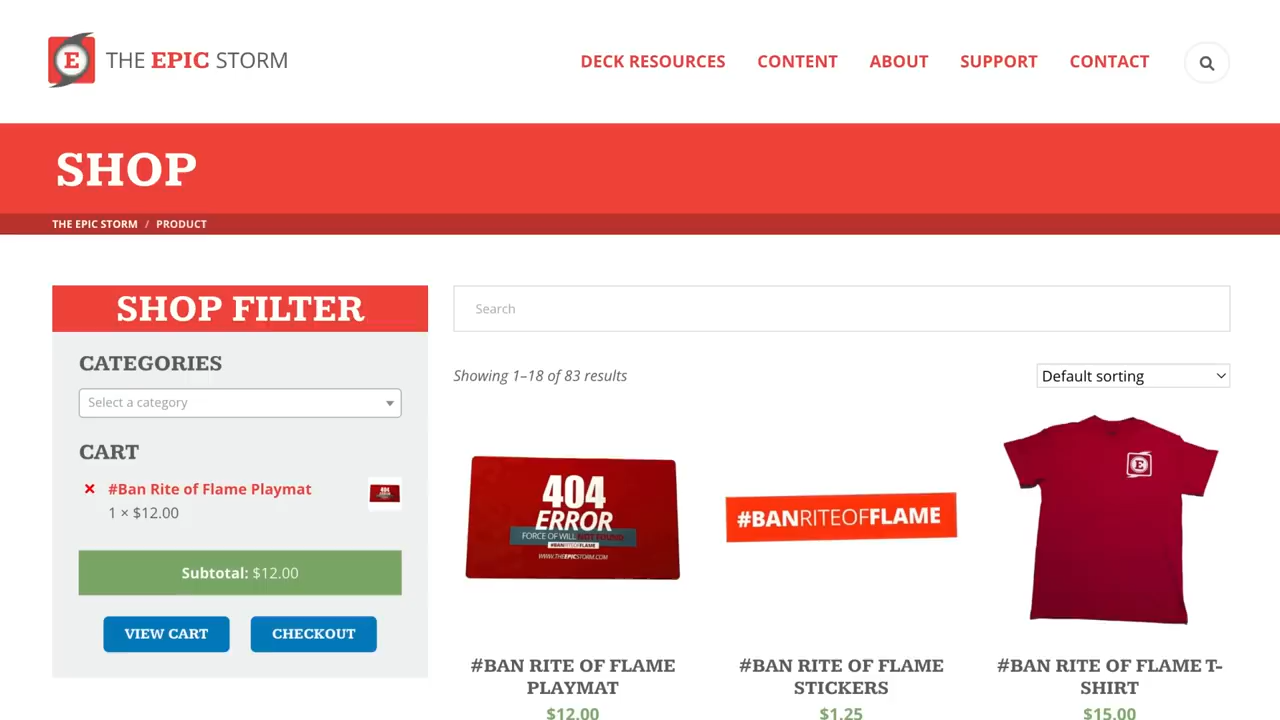 E THE EPIC STORM
DECK RESOURCES
CONTENT
ABOUT
SUPPORT
CONTACT
SHOP
THE EPIC STORM / PRODUCT
SHOP FILTER
CATEGORIES
Select a category
CART
#Ban Rite of Flame Playmat
1 × $12.00
Subtotal: $12.00
VIEW CART
CHECKOUT
Search
Showing 1–18 of 83 results
Default sorting
404
ERROR
FORCE OF WILL NOT FOUND
#BANRITEOFFLAME
WWW.THEEPICSTORM.COM
#BANRITEOFFLAME
E
#BAN RITE OF FLAME
PLAYMAT
$12.00
#BAN RITE OF FLAME
STICKERS
$1.25
#BAN RITE OF FLAME T-
SHIRT
$15.00